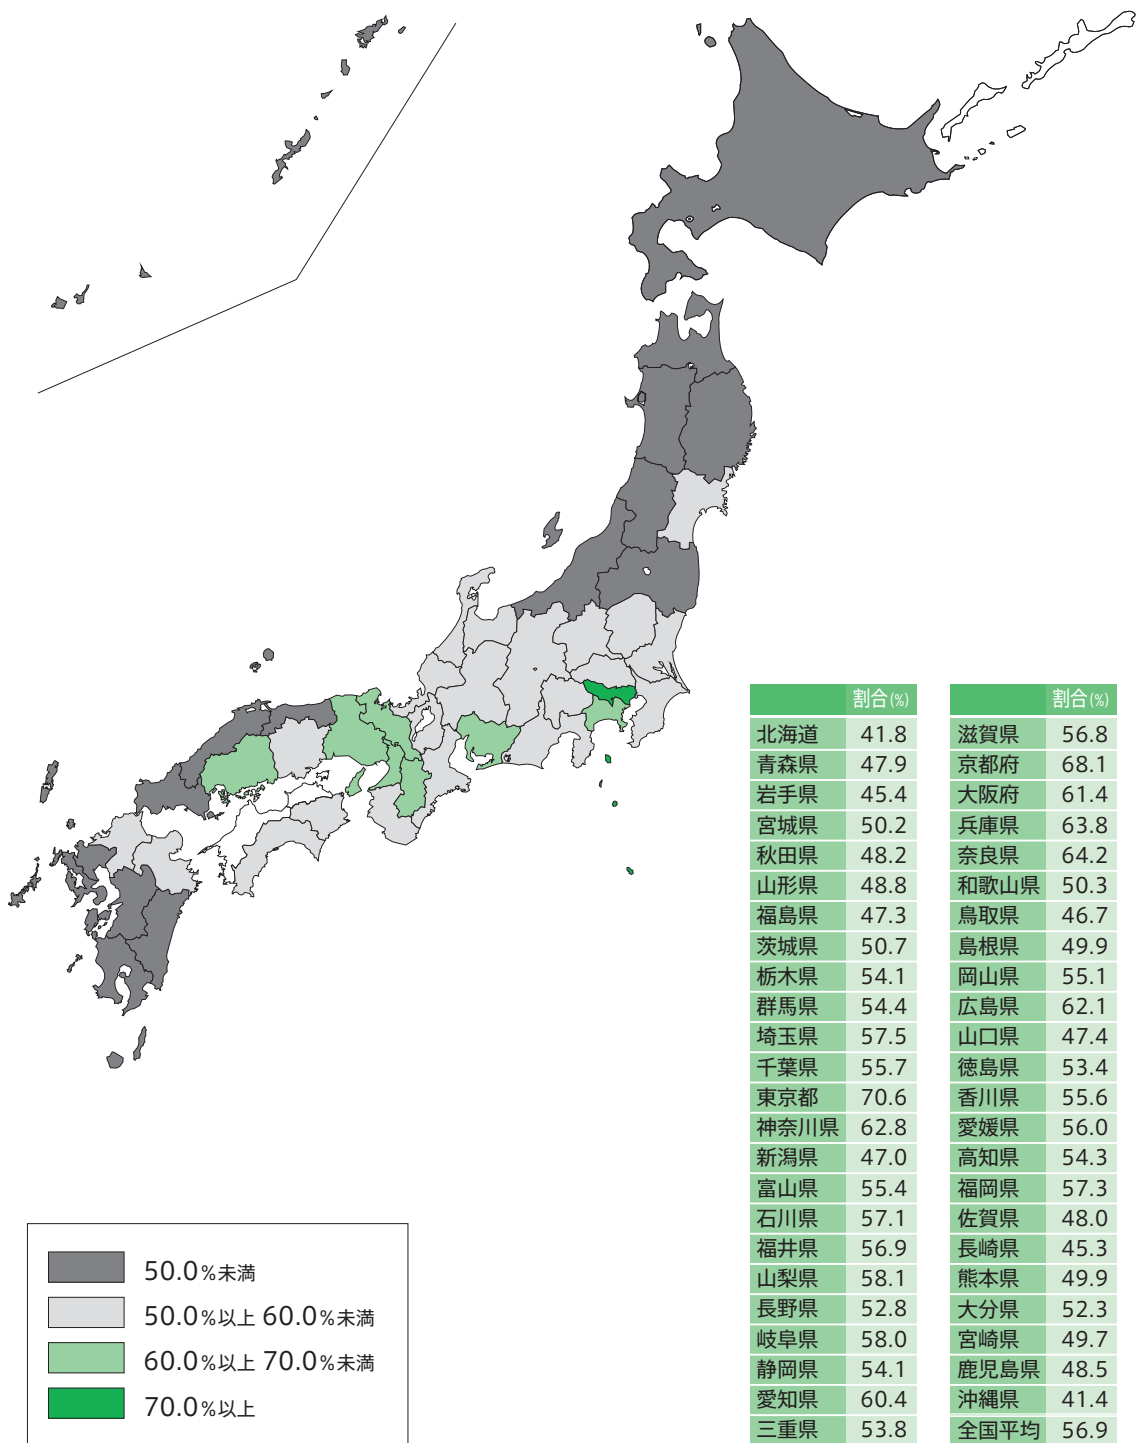 割合(%)
北海道 41.8
青森県 47.9
岩手県 45.4
宮城県 50.2
秋田県 48.2
山形県 48.8
福島県 47.3
茨城県 50.7
栃木県 54.1
群馬県 54.4
埼玉県 57.5
千葉県 55.7
東京都 70.6
神奈川県 62.8
新潟県 47.0
富山県 55.4
石川県 57.1
福井県 56.9
山梨県 58.1
長野県 52.8
岐阜県 58.0
静岡県 54.1
愛知県 60.4
三重県 53.8
割合(%)
滋賀県 56.8
京都府 68.1
大阪府 61.4
兵庫県 63.8
奈良県 64.2
和歌山県 50.3
鳥取県 46.7
島根県 49.9
岡山県 55.1
広島県 62.1
山口県 47.4
徳島県 53.4
香川県 55.6
愛媛県 56.0
高知県 54.3
福岡県 57.3
佐賀県 48.0
長崎県 45.3
熊本県 49.9
大分県 52.3
宮崎県 49.7
鹿児島県 48.5
沖縄県 41.4
全国平均 56.9
50.0%未満
50.0%以上 60.0%未満
60.0%以上 70.0%未満
70.0%以上